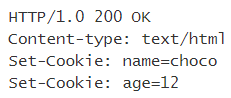 HTTP/1.0 200 OK
Content-type: text/html
Set-Cookie: name=choco
Set-Cookie: age=12